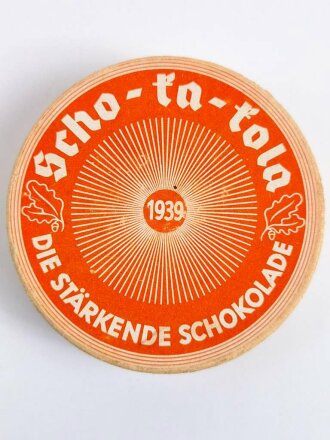 Scho-ka-kola
1939
DIE STÄRKENDE SCHOKOLADE